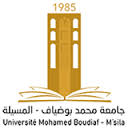 1985
جامعة محمد بوضياف - المسيلة
Université Mohamed Boudiaf - M'sila